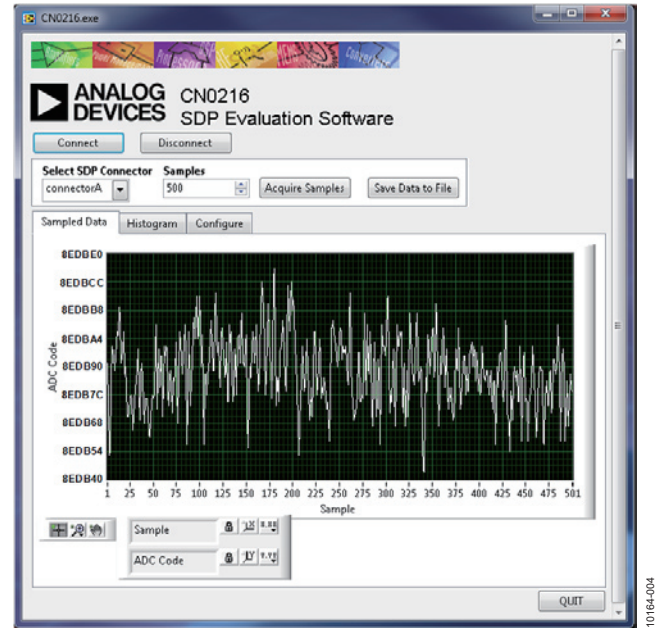 CN0216.exe
ANALOG
DEVICES
CN0216
SDP Evaluation Software
Connect
Disconnect
Select SDP Connector
Samples
connectorA
500
Acquire Samples
Save Data to File
Sampled Data
Histogram
Configure
ADC Code
8EDBE0
8EDBCC
8EDBB8
8EDBA4
8EDB90
8EDB7C
8EDB68
8EDB54
8EDB40
1 25 50 75 100 125 150 175 200 225 250 275 300 325 350 375 400 425 450 475 501
Sample
Sample
ADC Code
QUIT
10164-004